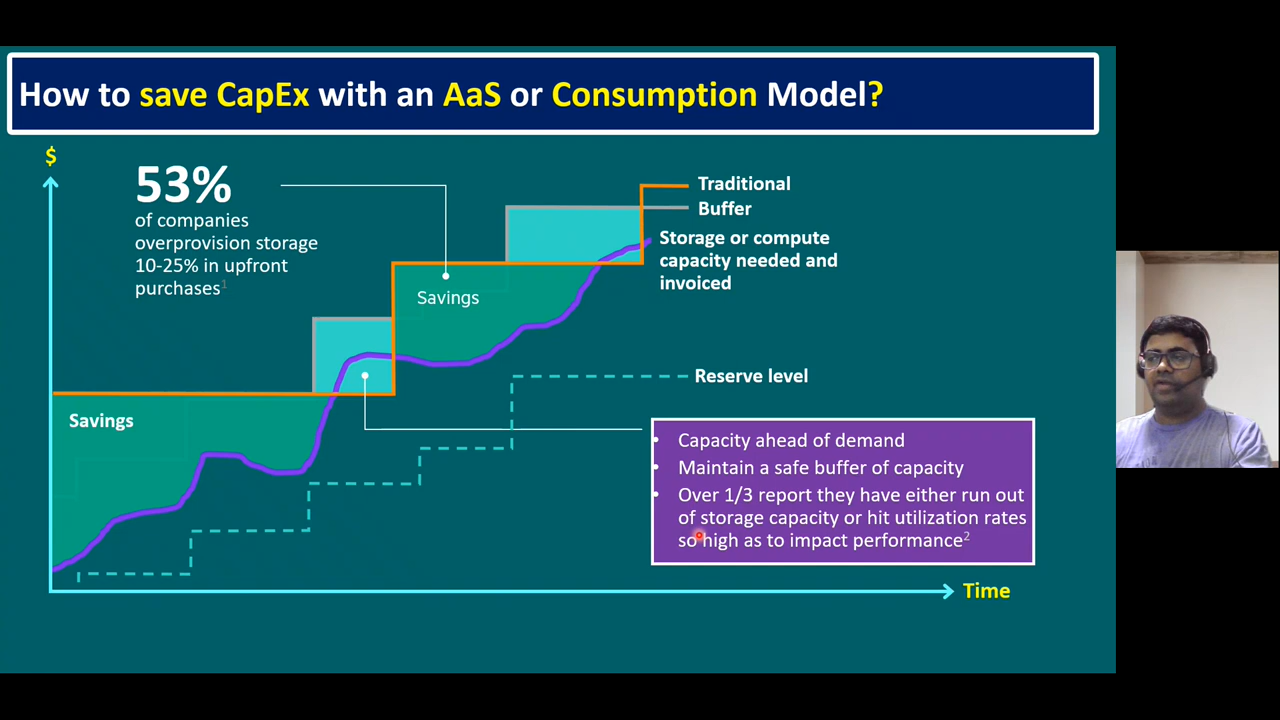 How to save CapEx with an AaS or Consumption Model?
$
53%
of companies
overprovision storage
10-25% in upfront
purchases1
Traditional
Buffer
Storage or compute
capacity needed and
invoiced
Savings
Reserve level
Savings
• Capacity ahead of demand
• Maintain a safe buffer of capacity
• Over 1/3 report they have either run out
of storage capacity or hit utilization rates
so high as to impact performance2
Time